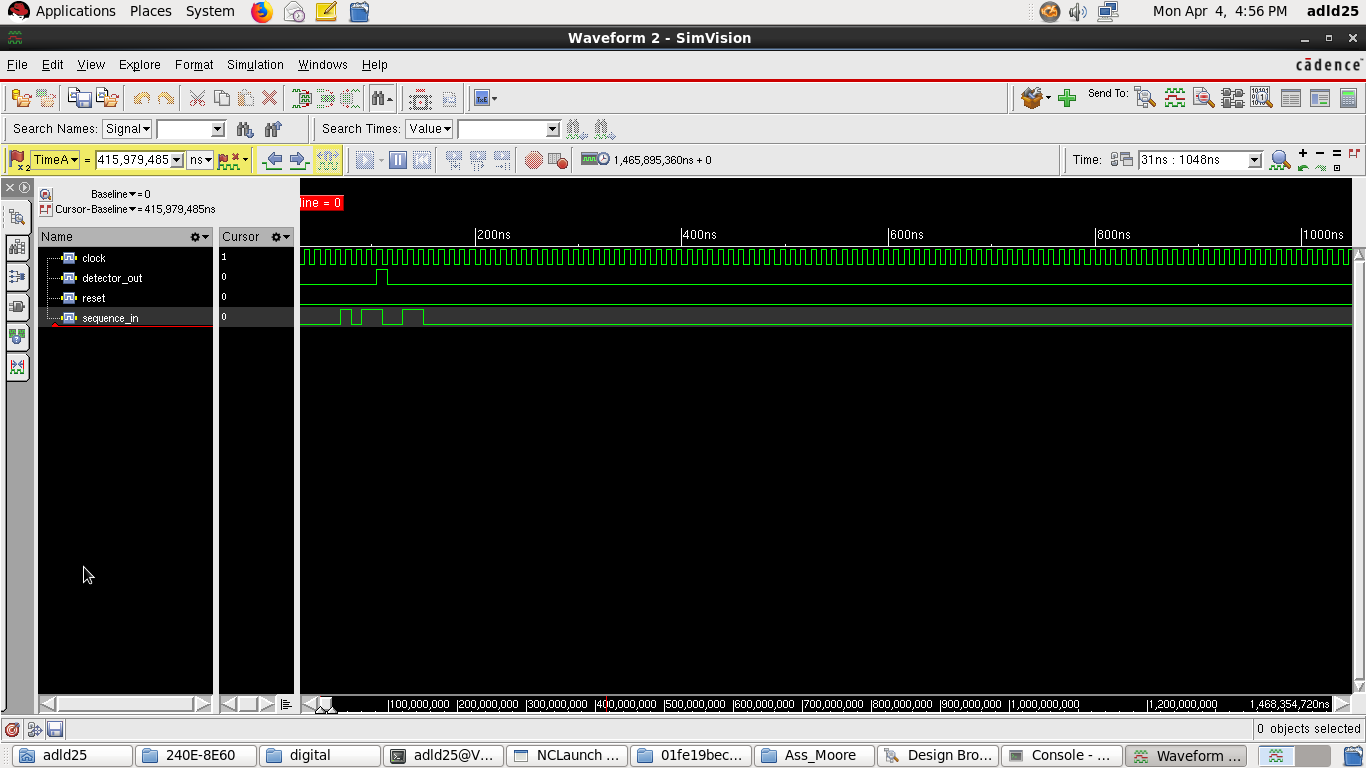 Applications Places System Mon Apr 4, 4:56 PM adld25
Waveform 2 - SimVision
File Edit View Explore Format Simulation Windows Help cādence
Send To:
Search Names: Signal Search Times: Value
TimeA = 415,979,485 ns x2 1,465,895,360ns + 0 Time: 31ns : 1048ns
Baseline = 0
Cursor-Baseline = 415,979,485ns
line = 0
Name Cursor 200ns 400ns 600ns 800ns 1000ns
clock 1
detector_out 0
reset 0
sequence_in 0
100,000,000 200,000,000 300,000,000 400,000,000 500,000,000 600,000,000 700,000,000 800,000,000 900,000,000 1,000,000,000 1,200,000,000 1,468,354,720ns
0 objects selected
adld25 240E-8E60 digital adld25@V... NCLaunch ... 01fe19bec... Ass_Moore Design Bro... Console - ... Waveform ...